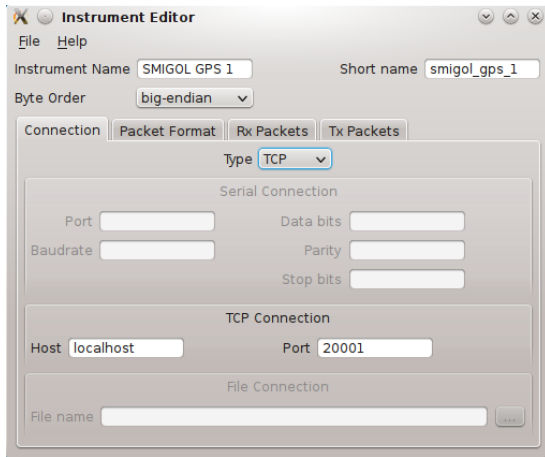 Instrument Editor
File Help
Instrument Name SMIGOL GPS 1 Short name smigol_gps_1
Byte Order big-endian
Connection Packet Format Rx Packets Tx Packets
Type TCP
Serial Connection
Port Data bits
Baudrate Parity
Stop bits
TCP Connection
Host localhost Port 20001
File Connection
File name ...